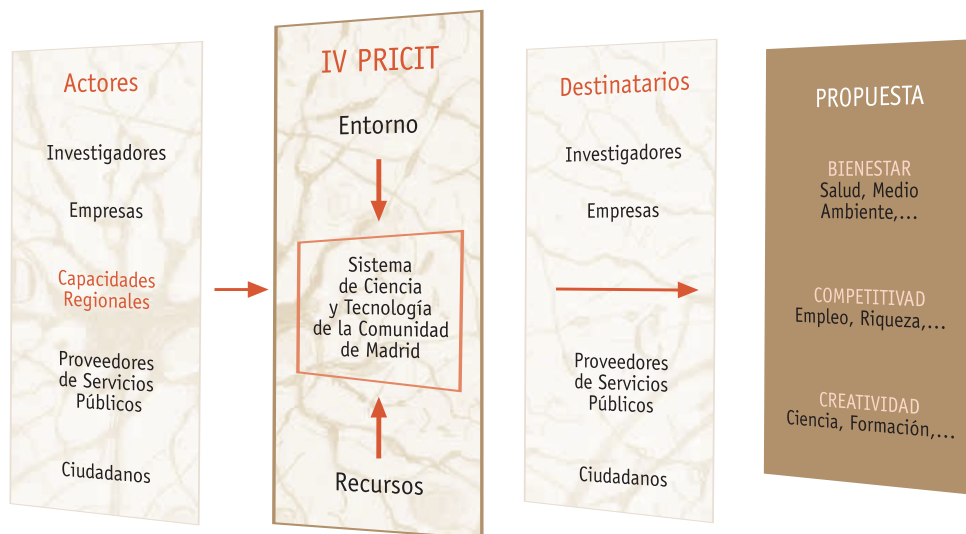 Actores
Investigadores
Empresas
Capacidades
Regionales
Proveedores
de Servicios
Públicos
Ciudadanos
IV PRICIT
Entorno
Sistema
de Ciencia
y Tecnología
de la Comunidad
de Madrid
Recursos
Destinatarios
Investigadores
Empresas
Proveedores
de Servicios
Públicos
Ciudadanos
PROPUESTA
BIENESTAR
Salud, Medio
Ambiente,...
COMPETITIVAD
Empleo, Riqueza,...
CREATIVIDAD
Ciencia, Formación,...